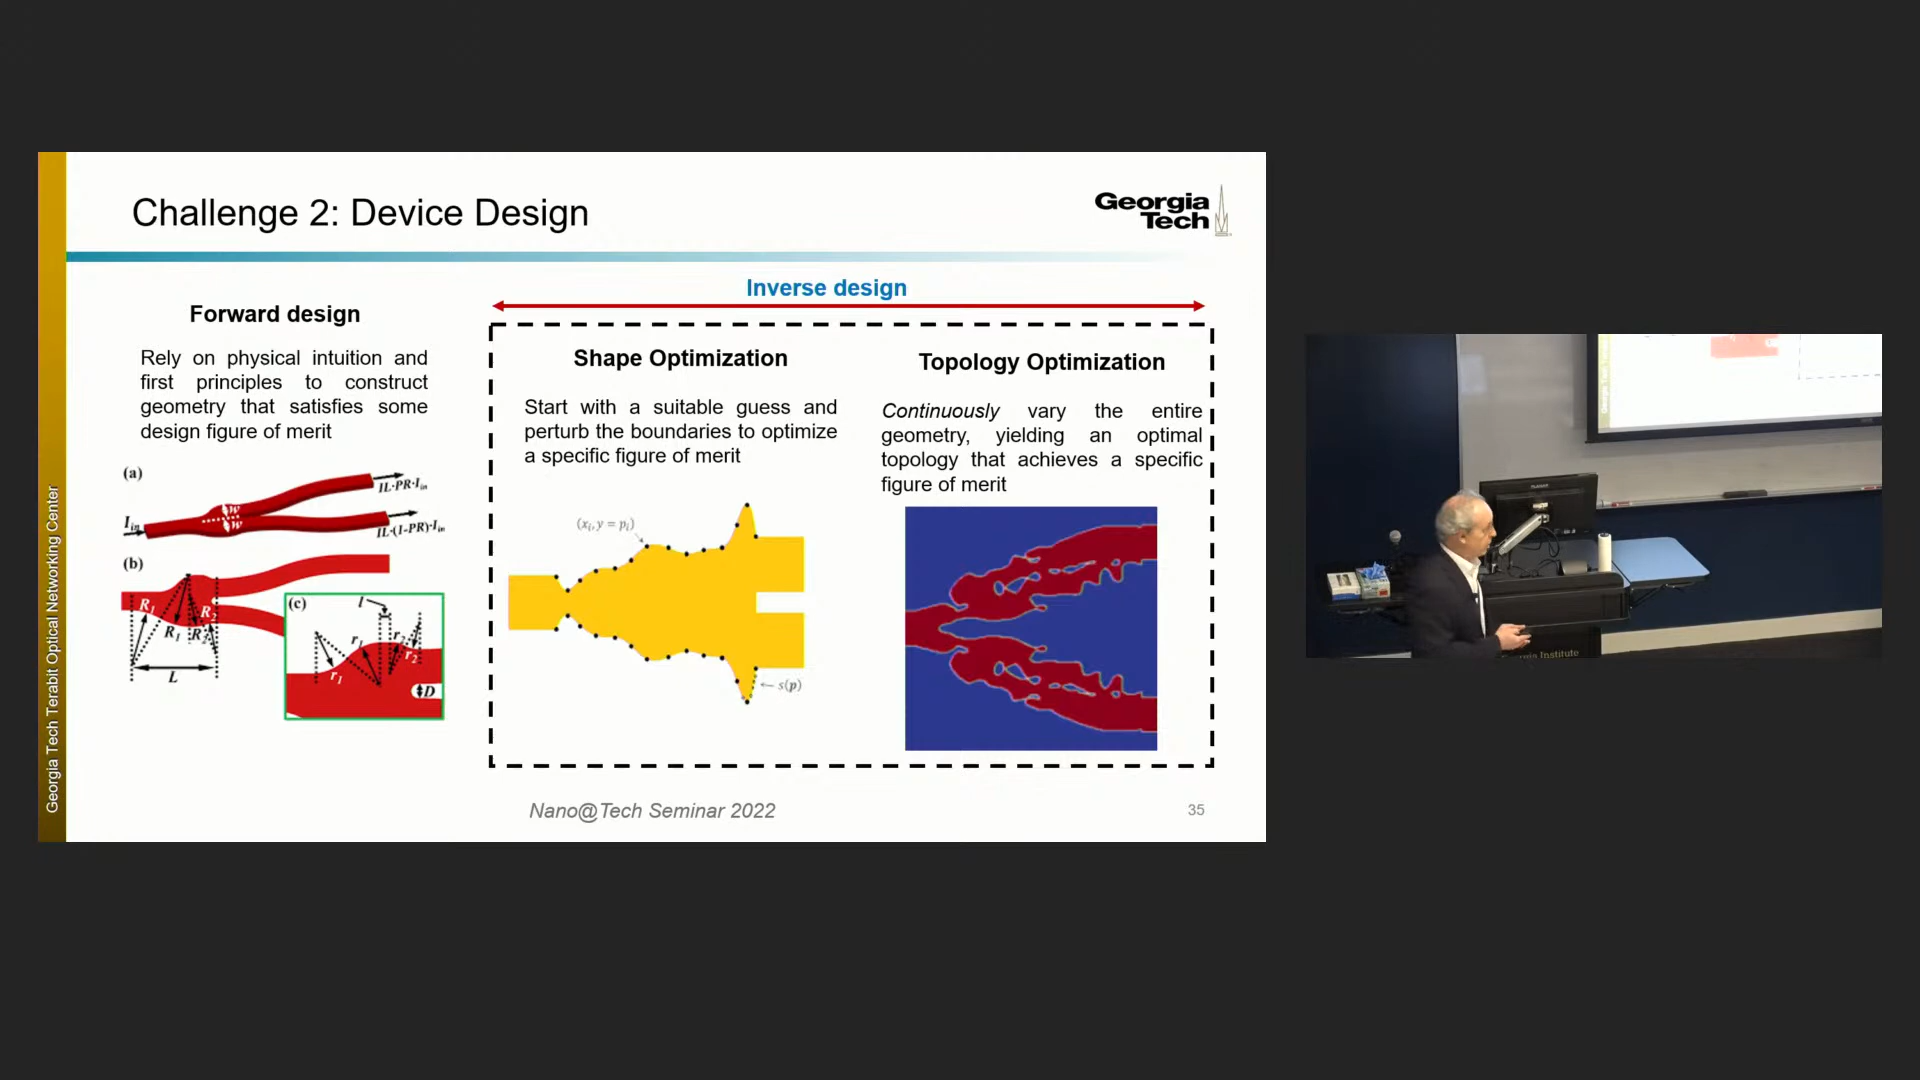 Challenge 2: Device Design
Georgia
Tech
Inverse design
Forward design
Rely on physical intuition and
first principles to construct
geometry that satisfies some
design figure of merit
(a)
IL·PR·I_in
I_in
w
w
IL·(1-PR)·I_in
(b)
R_1
R_1
L
(c)
l
r_1
r_2
r_2
r_1
D
Shape Optimization
Start with a suitable guess and
perturb the boundaries to optimize
a specific figure of merit
(x_i, y = p_i)
s(p)
Topology Optimization
Continuously vary the entire
geometry, yielding an optimal
topology that achieves a specific
figure of merit
Georgia Tech Terabit Optical Networking Center
Nano@Tech Seminar 2022
35
Georgia Institute